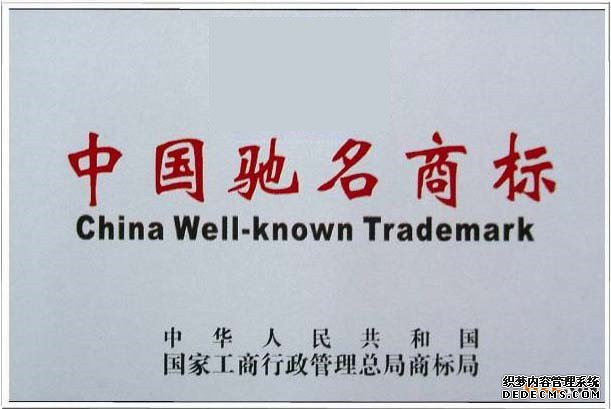 中国驰名商标
China Well-known Trademark
中华人民共和国
国家工商行政管理总局商标局
织梦内容管理系统
DEDECMS.COM